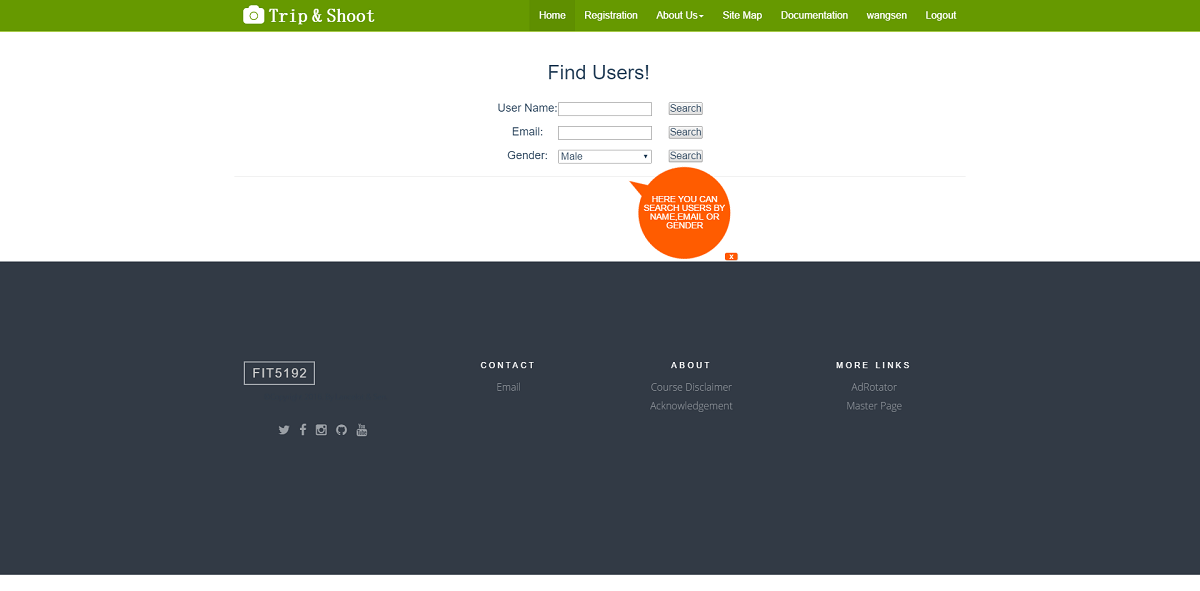 Trip & Shoot
Home Registration About Us Site Map Documentation wangsen Logout
Find Users!
User Name: Search
Email: Search
Gender: Male Search
HERE YOU CAN
SEARCH USERS BY
NAME,EMAIL OR
GENDER
x
FIT5192
CONTACT
Email
ABOUT
Course Disclaimer
Acknowledgement
MORE LINKS
AdRotator
Master Page